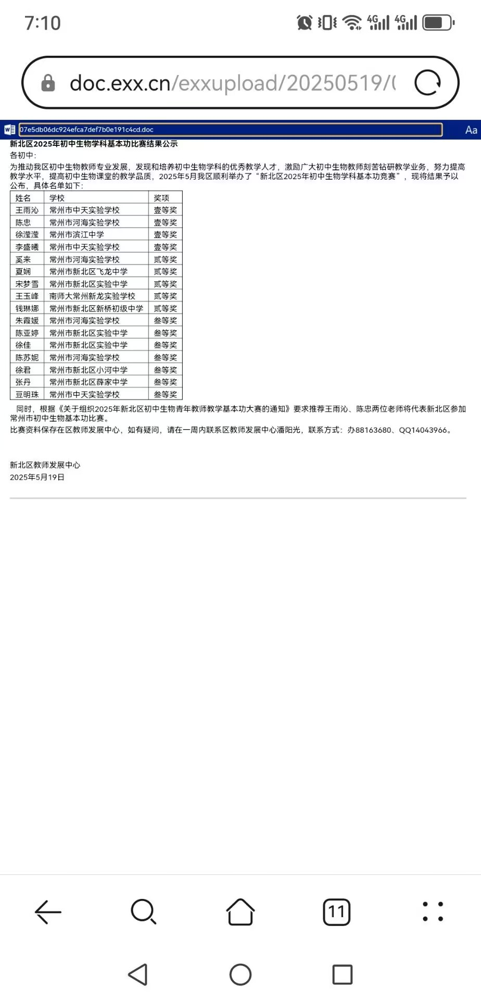 7:10
4G 4G
doc.exx.cn/exxupload/20250519/(
07e5db06dc924efca7def7b0e191c4cd.doc Aa
新北区2025年初中生物学科基本功比赛结果公示
各初中：
为推动我区初中生物教师专业发展，发现和培养初中生物学科的优秀教学人才，激励广大初中生物教师刻苦钻研教学业务，努力提高
教学水平，提高初中生物课堂的教学品质，2025年5月我区顺利举办了“新北区2025年初中生物学科基本功竞赛”，现将结果予以
公布，具体名单如下：
姓名 学校 奖项
王雨沁 常州市中天实验学校 壹等奖
陈忠 常州市河海实验学校 壹等奖
徐滢滢 常州市滨江中学 壹等奖
李盛曦 常州市中天实验学校 壹等奖
奚来 常州市河海实验学校 贰等奖
夏娴 常州市新北区飞龙中学 贰等奖
宋梦雪 常州市新北区实验中学 贰等奖
王玉峰 南师大常州新龙实验学校 贰等奖
钱琳娜 常州市新北区新桥初级中学 贰等奖
朱霞媛 常州市河海实验学校 叁等奖
陈亚婷 常州市新北区实验中学 叁等奖
徐佳 常州市新北区实验中学 叁等奖
陈苏妮 常州市河海实验学校 叁等奖
徐君 常州市新北区小河中学 叁等奖
张丹 常州市新北区薛家中学 叁等奖
豆明珠 常州市中天实验学校 叁等奖
同时，根据《关于组织2025年新北区初中生物青年教师教学基本功大赛的通知》要求推荐王雨沁、陈忠两位老师将代表新北区参加
常州市初中生物基本功比赛。
比赛资料保存在区教师发展中心，如有疑问，请在一周内联系区教师发展中心潘阳光，联系方式：办88163680、QQ14043966。
新北区教师发展中心
2025年5月19日
11